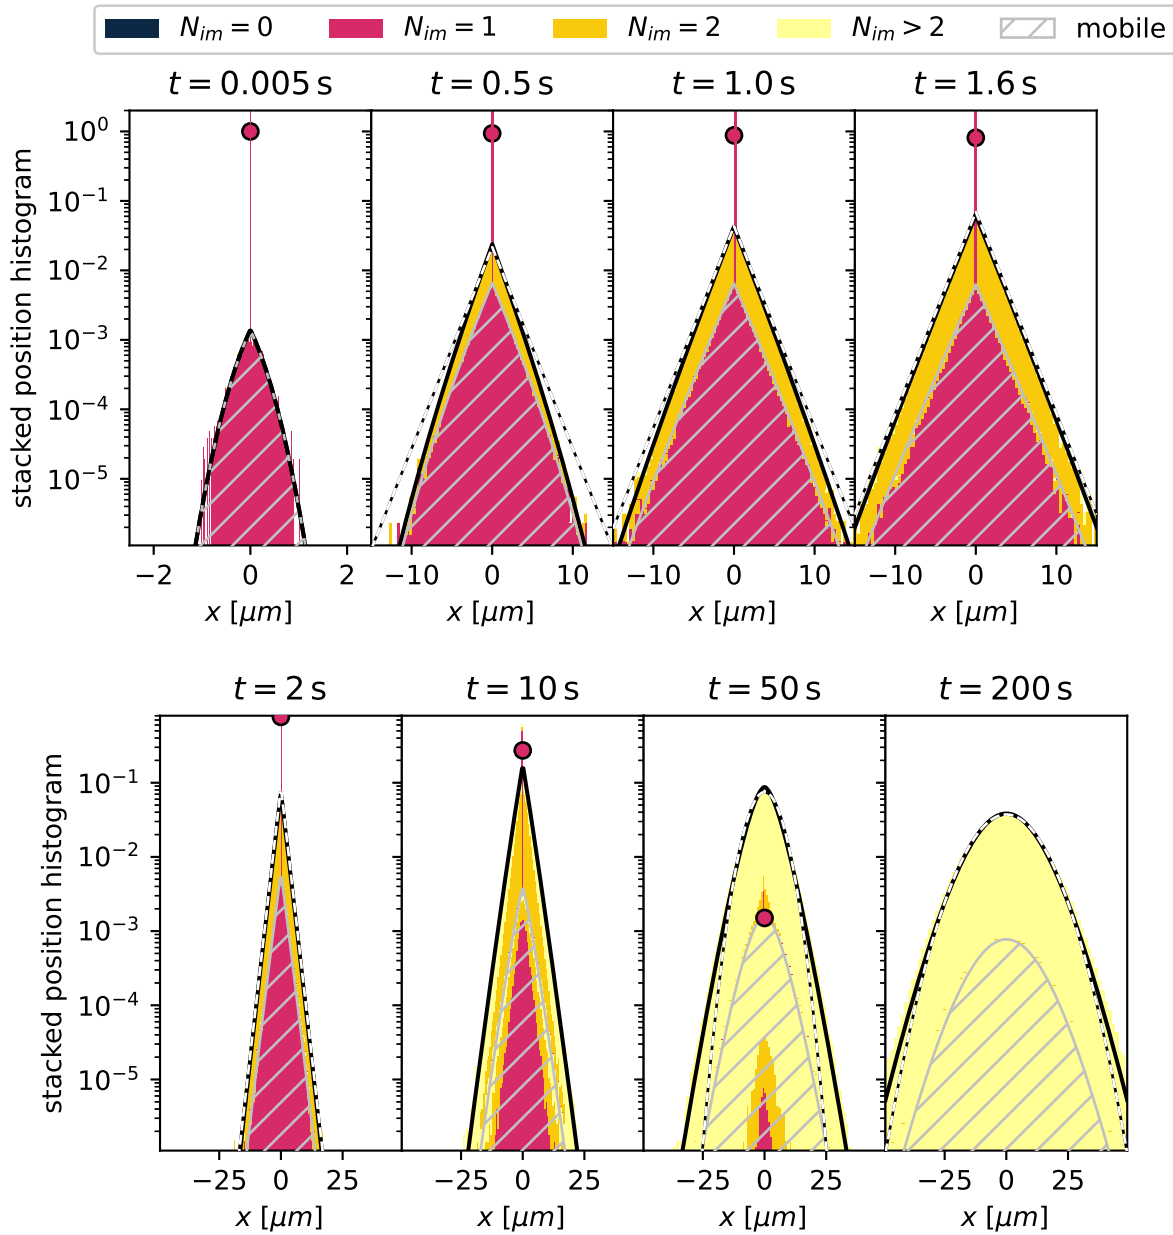 N_im = 0 N_im = 1 N_im = 2 N_im > 2 mobile
t = 0.005 s t = 0.5 s t = 1.0 s t = 1.6 s
stacked position histogram
10^0
10^-1
10^-2
10^-3
10^-4
10^-5
−2 0 2 −10 0 10 −10 0 10 −10 0 10
x [μm] x [μm] x [μm] x [μm]
t = 2 s t = 10 s t = 50 s t = 200 s
stacked position histogram
10^-1
10^-2
10^-3
10^-4
10^-5
−25 0 25 −25 0 25 −25 0 25 −25 0 25
x [μm] x [μm] x [μm] x [μm]